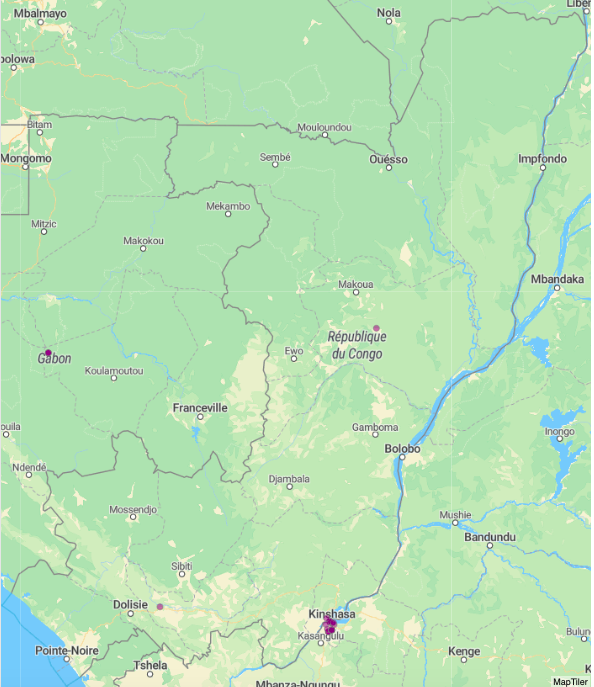 Liber
Mbalmayo
Nola
polowa
Bitam
Mouloundou
Mongomo
Sembé
Ouésso
Impfondo
Mekambo
Mitzic
Makokou
Mbandaka
Makoua
République
du Congo
Gabon
Ewo
Koulamoutou
Franceville
ouila
Gamboma
Inongo
Bolobo
Ndendé
Djambala
Mossendjo
Mushie
Bandundu
Sibiti
Dolisie
Kinshasa
Kasangulu
Bulun
Pointe-Noire
Kenge
Tshela
Mbanza-Ngungu
MapTiler